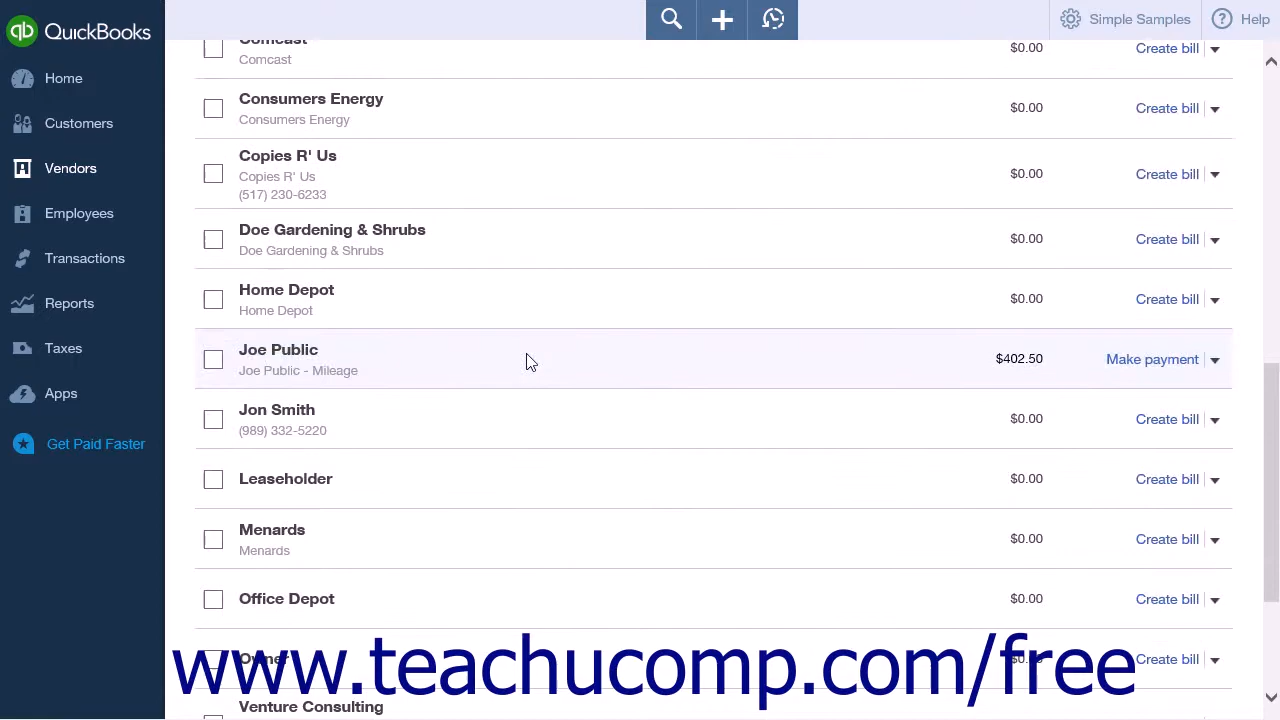 QuickBooks
Simple Samples
Help
Home
Customers
Vendors
Employees
Transactions
Reports
Taxes
Apps
Get Paid Faster
Comcast $0.00 Create bill
Comcast
Consumers Energy $0.00 Create bill
Consumers Energy
Copies R' Us
Copies R' Us $0.00 Create bill
(517) 230-6233
Doe Gardening & Shrubs $0.00 Create bill
Doe Gardening & Shrubs
Home Depot $0.00 Create bill
Home Depot
Joe Public $402.50 Make payment
Joe Public - Mileage
Jon Smith $0.00 Create bill
(989) 332-5220
Leaseholder $0.00 Create bill
Menards $0.00 Create bill
Menards
Office Depot $0.00 Create bill
Owner $0.00 Create bill
www.teachucomp.com/free
Venture Consulting